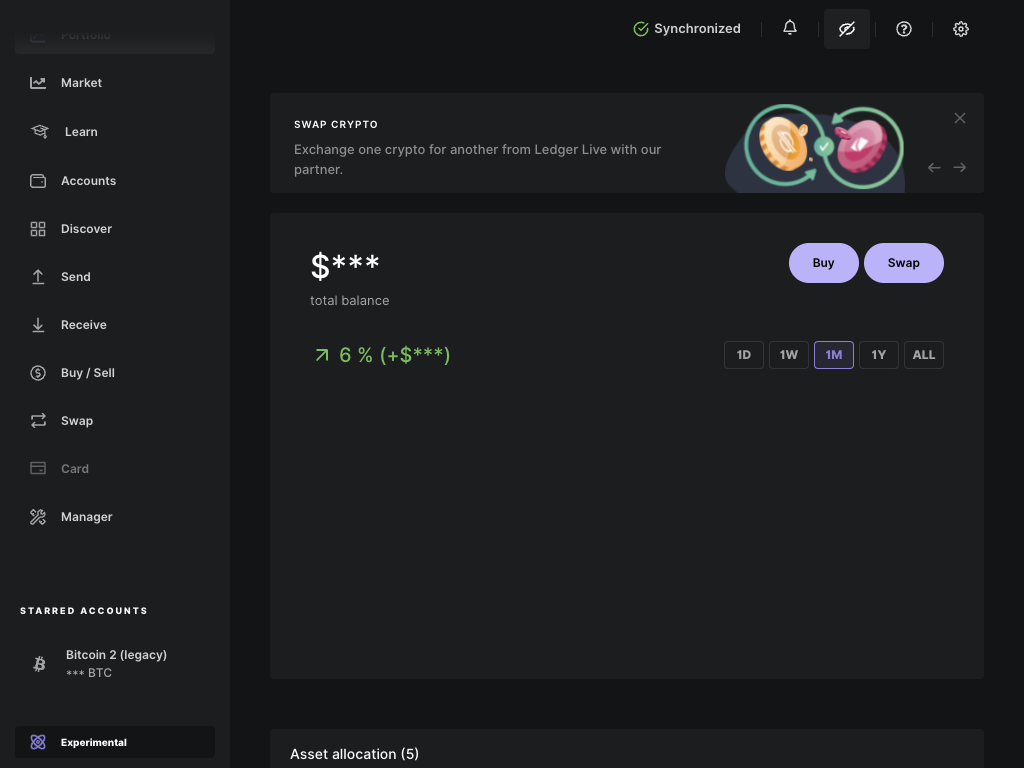 Portfolio
Market
Learn
Accounts
Discover
Send
Receive
Buy / Sell
Swap
Card
Manager
STARRED ACCOUNTS
Bitcoin 2 (legacy)
*** BTC
Experimental
Synchronized
SWAP CRYPTO
Exchange one crypto for another from Ledger Live with our
partner.
$***
total balance
Buy
Swap
6 % (+$***)
1D
1W
1M
1Y
ALL
Asset allocation (5)